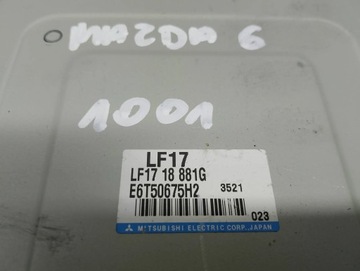 MAZDA 6
1001
LF17
LF17 18 881G
E6T50675H2 3521
023
MITSUBISHI ELECTRIC CORP. JAPAN